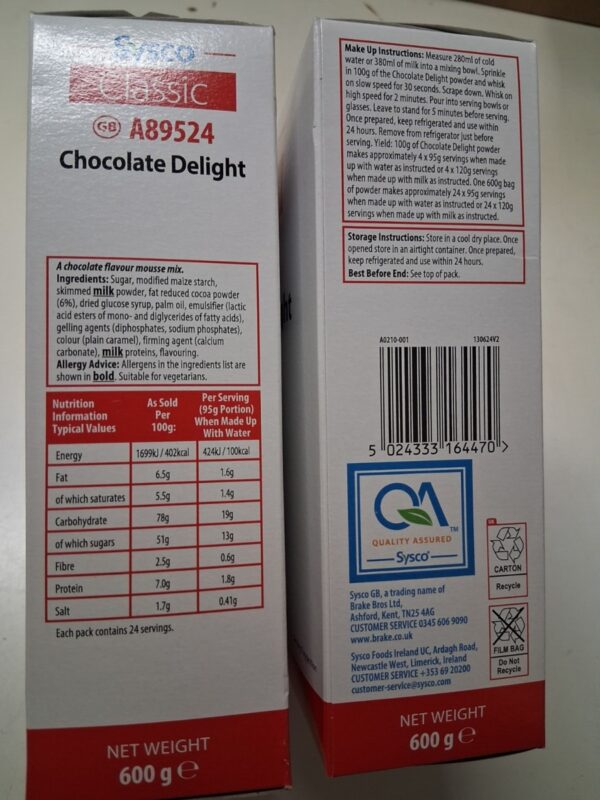 Sysco
Classic
GB A89524
Chocolate Delight
A chocolate flavour mousse mix.
Ingredients: Sugar, modified maize starch,
skimmed milk powder, fat reduced cocoa powder
(6%), dried glucose syrup, palm oil, emulsifier (lactic
acid esters of mono- and diglycerides of fatty acids),
gelling agents (diphosphates, sodium phosphates),
colour (plain caramel), firming agent (calcium
carbonate), milk proteins, flavouring.
Allergy Advice: Allergens in the ingredients list are
shown in bold. Suitable for vegetarians.
Nutrition Information Typical Values As Sold Per 100g: Per Serving (95g Portion) When Made Up With Water
Energy 1699kJ / 402kcal 424kJ / 100kcal
Fat 6.5g 1.6g
of which saturates 5.5g 1.4g
Carbohydrate 78g 19g
of which sugars 51g 13g
Fibre 2.5g 0.6g
Protein 7.0g 1.8g
Salt 1.7g 0.41g
Each pack contains 24 servings.
NET WEIGHT
600 g e
Make Up Instructions: Measure 280ml of cold
water or 380ml of milk into a mixing bowl. Sprinkle
in 100g of the Chocolate Delight powder and whisk
on slow speed for 30 seconds. Scrape down. Whisk on
high speed for 2 minutes. Pour into serving bowls or
glasses. Leave to stand for 5 minutes before serving.
Once prepared, keep refrigerated and use within
24 hours. Remove from refrigerator just before
serving. Yield: 100g of Chocolate Delight powder
makes approximately 4 x 95g servings when made
up with water as instructed or 4 x 120g servings
when made up with milk as instructed. One 600g bag
of powder makes approximately 24 x 95g servings
when made up with water as instructed or 24 x 120g
servings when made up with milk as instructed.
Storage Instructions: Store in a cool dry place. Once
opened store in an airtight container. Once prepared,
keep refrigerated and use within 24 hours.
Best Before End: See top of pack.
A0210-001 130624V2
5 024333 164470 >
QA TM
QUALITY ASSURED
Sysco
CARTON
Recycle
FILM BAG
Do Not
Recycle
Sysco GB, a trading name of
Brake Bros Ltd,
Ashford, Kent, TN25 4AG
CUSTOMER SERVICE 0345 606 9090
www.brake.co.uk
Sysco Foods Ireland UC, Ardagh Road,
Newcastle West, Limerick, Ireland
CUSTOMER SERVICE +353 69 20200
customer-service@sysco.com
NET WEIGHT
600 g e